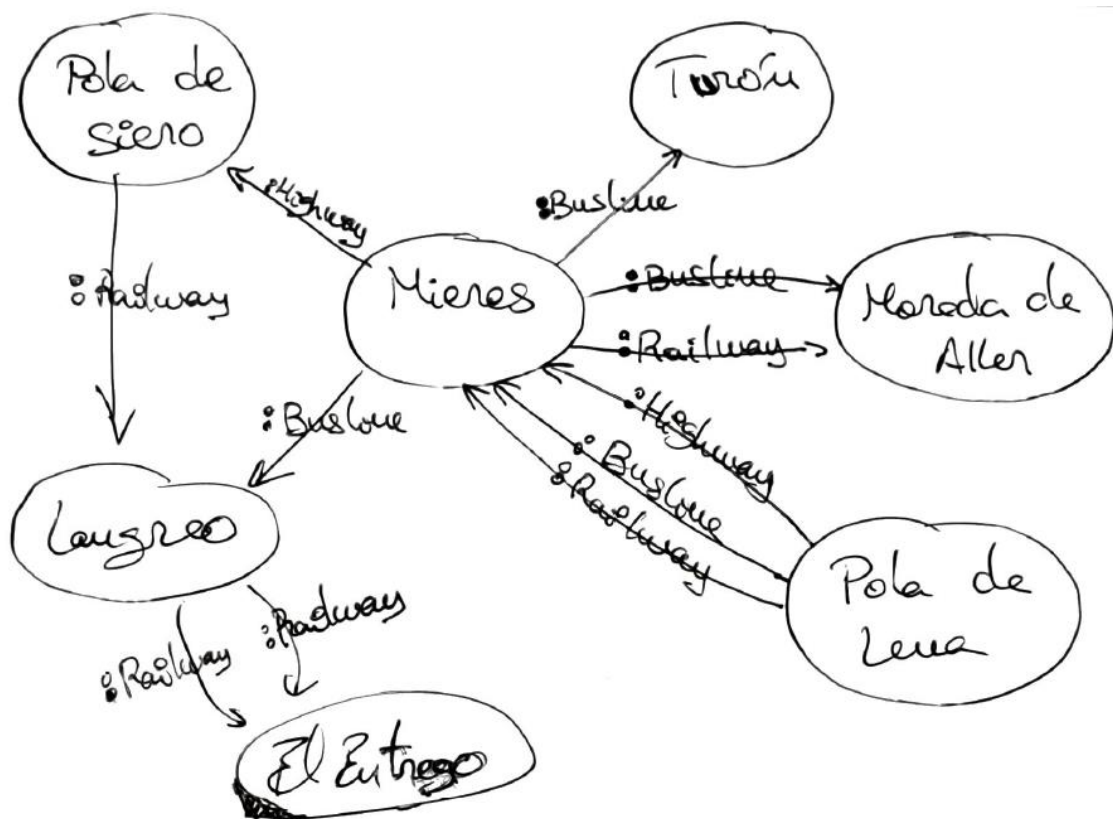 Pola de
Siero
Turón
:Highway
:Busline
:Railway
Mieres
:Busline
Moreda de
Aller
:Railway
:Busline
:Highway
:Busline
:Railway
Langreo
Pola de
Lena
:Railway
:Railway
El Entrego